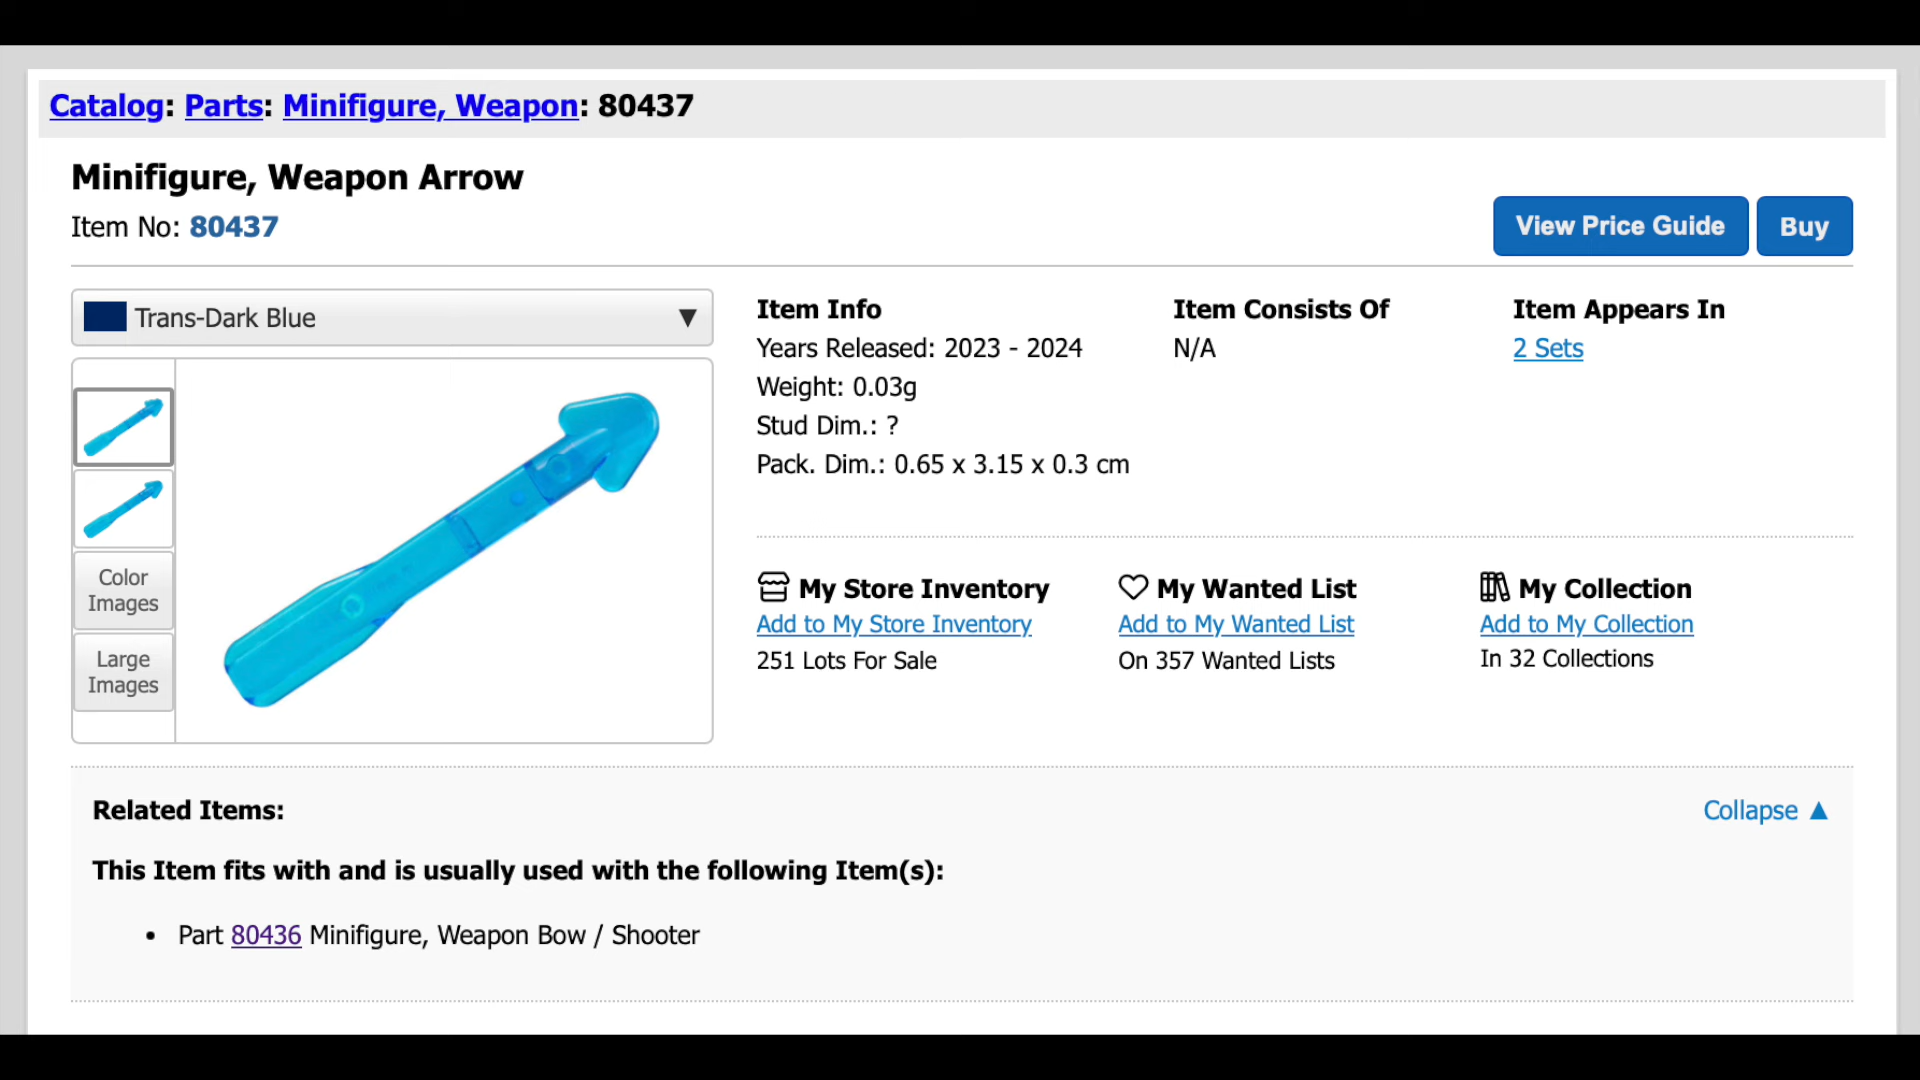 Catalog: Parts: Minifigure, Weapon: 80437
Minifigure, Weapon Arrow
Item No: 80437
View Price Guide
Buy
Trans-Dark Blue
Color
Images
Large
Images
Item Info
Years Released: 2023 - 2024
Weight: 0.03g
Stud Dim.: ?
Pack. Dim.: 0.65 x 3.15 x 0.3 cm
Item Consists Of
N/A
Item Appears In
2 Sets
My Store Inventory
Add to My Store Inventory
251 Lots For Sale
My Wanted List
Add to My Wanted List
On 357 Wanted Lists
My Collection
Add to My Collection
In 32 Collections
Related Items:
Collapse ▲
This Item fits with and is usually used with the following Item(s):
• Part 80436 Minifigure, Weapon Bow / Shooter